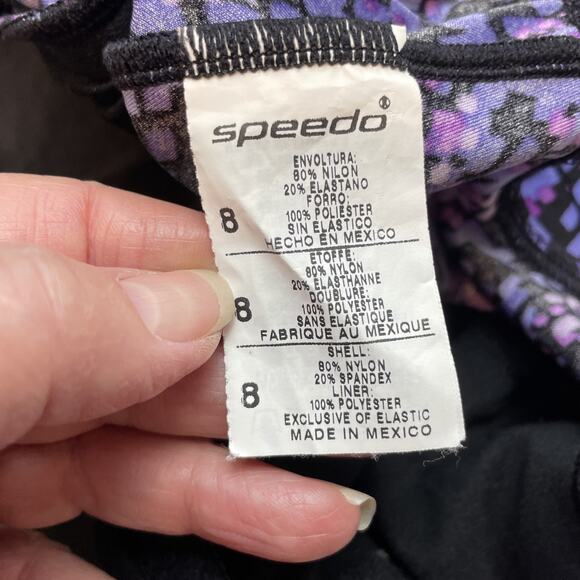 speedo®
ENVOLTURA:
80% NILON
20% ELASTANO
FORRO:
100% POLIESTER
8
SIN ELASTICO
HECHO EN MEXICO
ETOFFE:
80% NYLON
20% ELASTHANNE
DOUBLURE:
8
100% POLYESTER
SANS ELASTIQUE
FABRIQUE AU MEXIQUE
SHELL:
80% NYLON
20% SPANDEX
8
LINER:
100% POLYESTER
EXCLUSIVE OF ELASTIC
MADE IN MEXICO